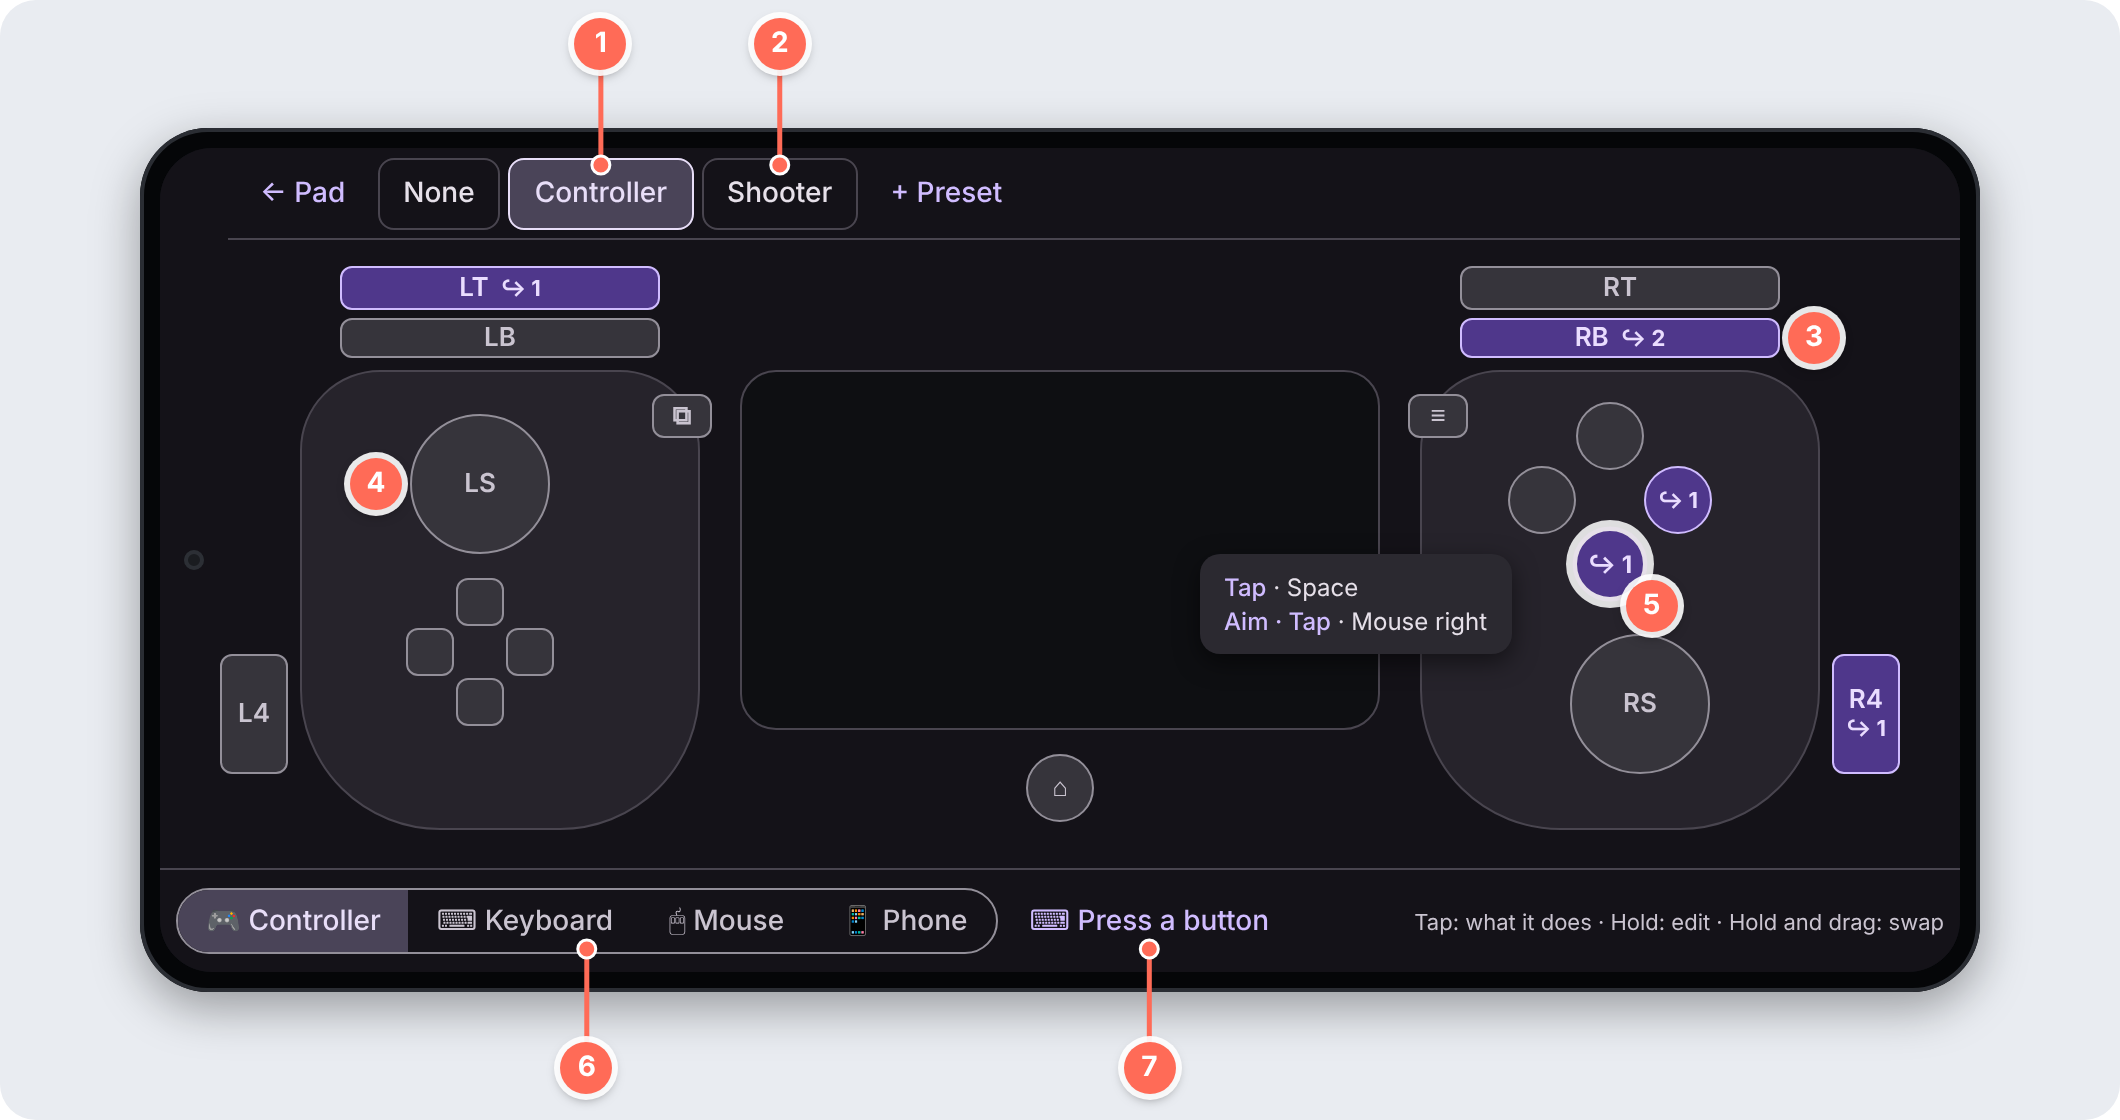 1
2
← Pad
None
Controller
Shooter
+ Preset
LT ↪ 1
RT
LB
RB ↪ 2
3
⧉
≡
4
LS
↪ 1
↪ 1
5
Tap · Space
Aim · Tap · Mouse right
L4
RS
R4
↪ 1
⌂
🎮 Controller
⌨ Keyboard
🖱 Mouse
📱 Phone
⌨ Press a button
Tap: what it does · Hold: edit · Hold and drag: swap
6
7